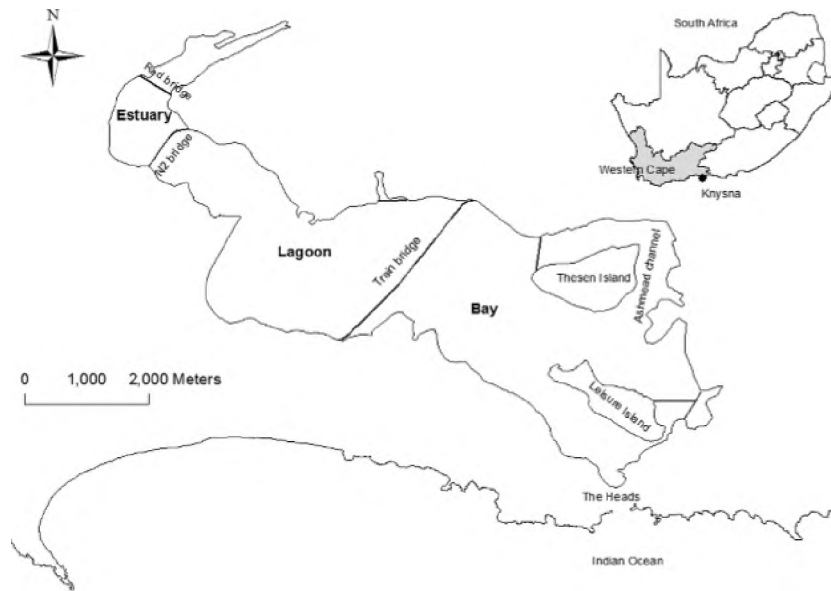 N
South Africa
Red bridge
Estuary
N2 bridge
Western Cape
Knysna
Lagoon
Train bridge
Thesen Island
Ashmead channel
Bay
0 1,000 2,000 Meters
Leisure Island
The Heads
Indian Ocean